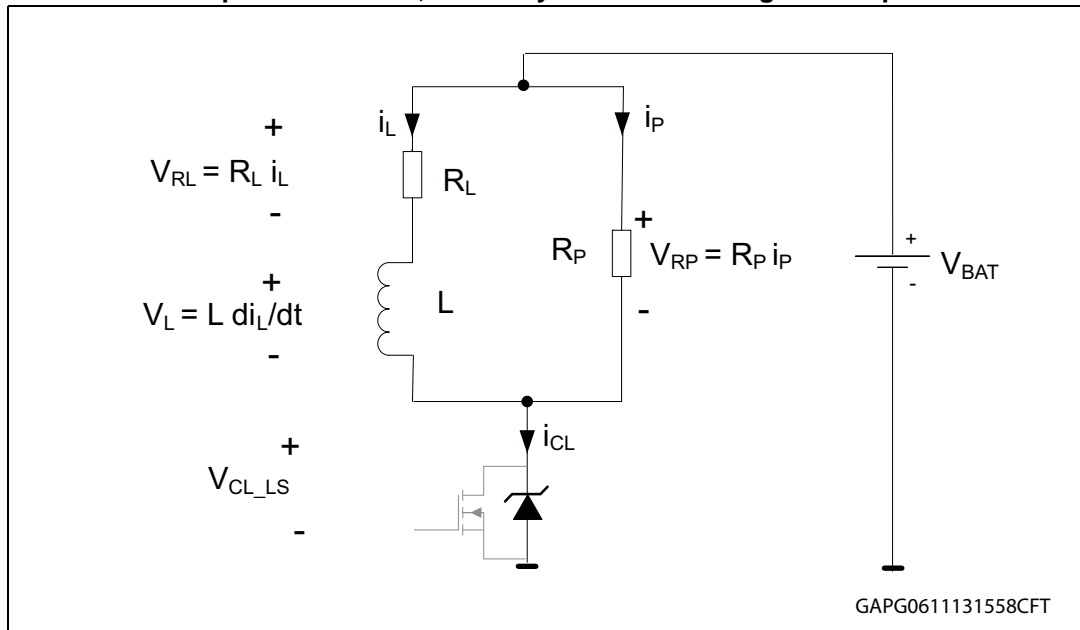 i_L
i_P
+
V_RL = R_L i_L
-
R_L
+
V_L = L di_L/dt
-
L
R_P
+
V_RP = R_P i_P
-
+
V_BAT
-
i_CL
+
V_CL_LS
-
GAPG0611131558CFT